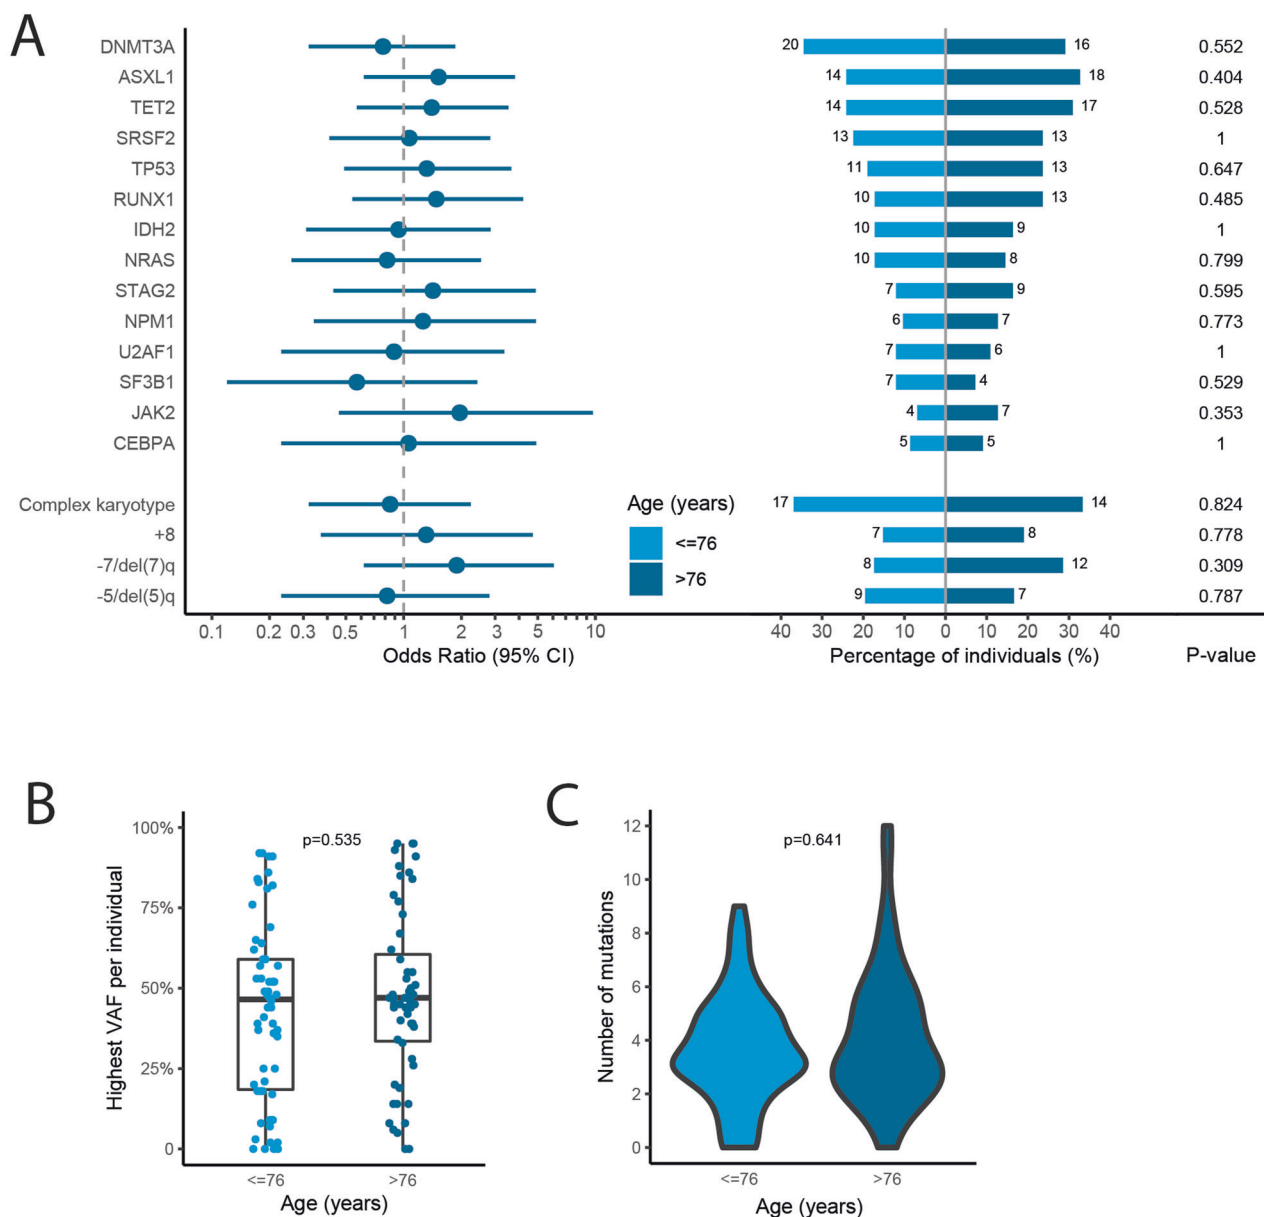 A
DNMT3A 20 16 0.552
ASXL1 14 18 0.404
TET2 14 17 0.528
SRSF2 13 13 1
TP53 11 13 0.647
RUNX1 10 13 0.485
IDH2 10 9 1
NRAS 10 8 0.799
STAG2 7 9 0.595
NPM1 6 7 0.773
U2AF1 7 6 1
SF3B1 7 4 0.529
JAK2 4 7 0.353
CEBPA 5 5 1
Complex karyotype 17 14 0.824
+8 7 8 0.778
-7/del(7)q 8 12 0.309
-5/del(5)q 9 7 0.787
Age (years)
<=76
>76
0.1 0.2 0.3 0.5 1 2 3 5 10 40 30 20 10 0 10 20 30 40
Odds Ratio (95% CI) Percentage of individuals (%) P-value
B
p=0.535
100%
75%
50%
25%
0
Highest VAF per individual
<=76 >76
Age (years)
C
p=0.641
12
10
8
6
4
2
0
Number of mutations
<=76 >76
Age (years)